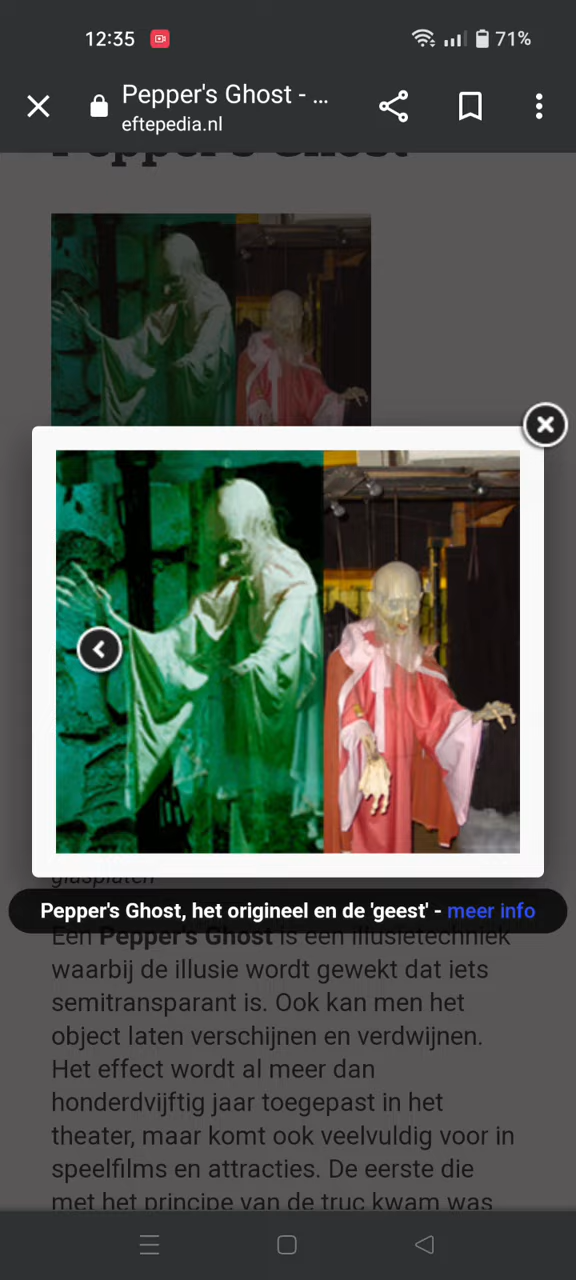 12:35
71%
Pepper's Ghost - ...
eftepedia.nl
Pepper's Ghost
glasplaten
Pepper's Ghost, het origineel en de 'geest' - meer info
Een Pepper's Ghost is een illusietechniek
waarbij de illusie wordt gewekt dat iets
semitransparant is. Ook kan men het
object laten verschijnen en verdwijnen.
Het effect wordt al meer dan
honderdvijftig jaar toegepast in het
theater, maar komt ook veelvuldig voor in
speelfilms en attracties. De eerste die
met het principe van de truc kwam was